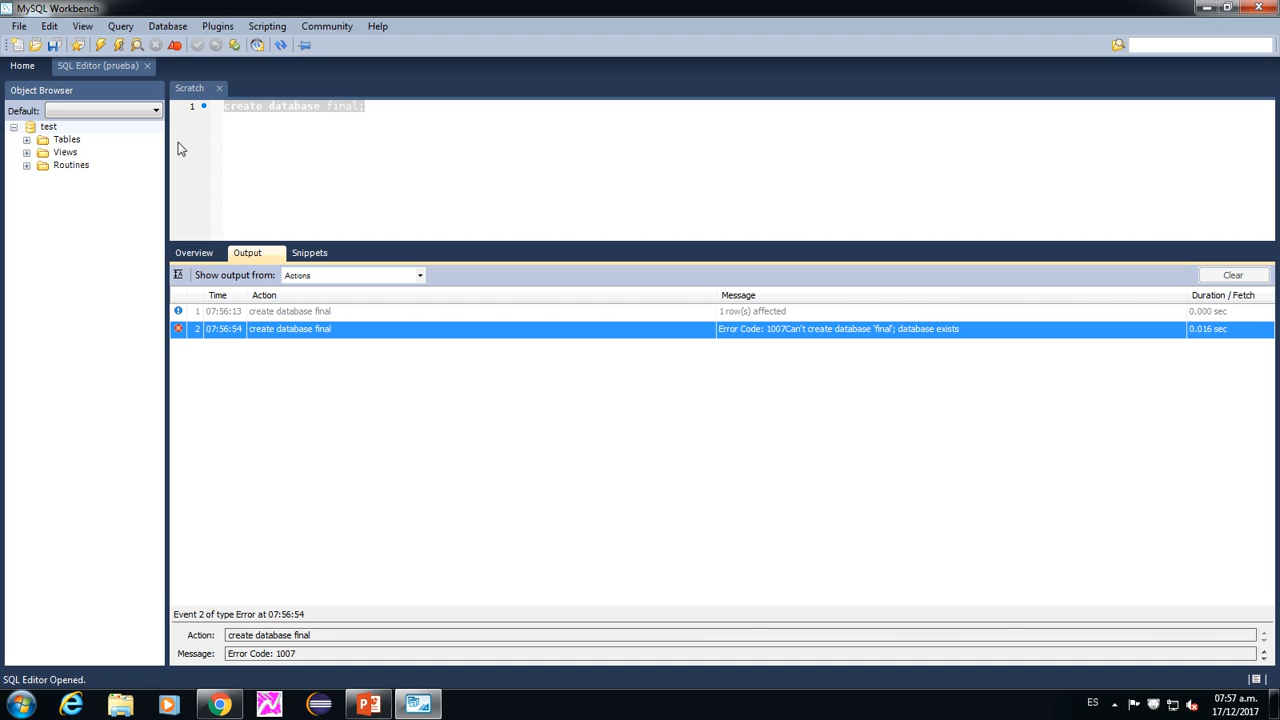 MySQL Workbench
File Edit View Query Database Plugins Scripting Community Help
Home SQL Editor (prueba)
Object Browser
Default:
test
Tables
Views
Routines
Scratch
1 create database final;
Overview Output Snippets
Show output from: Actions Clear
Time Action Message Duration / Fetch
1 07:56:13 create database final 1 row(s) affected 0.000 sec
2 07:56:54 create database final Error Code: 1007Can't create database 'final'; database exists 0.016 sec
Event 2 of type Error at 07:56:54
Action: create database final
Message: Error Code: 1007
SQL Editor Opened.
ES 07:57 a.m.
17/12/2017